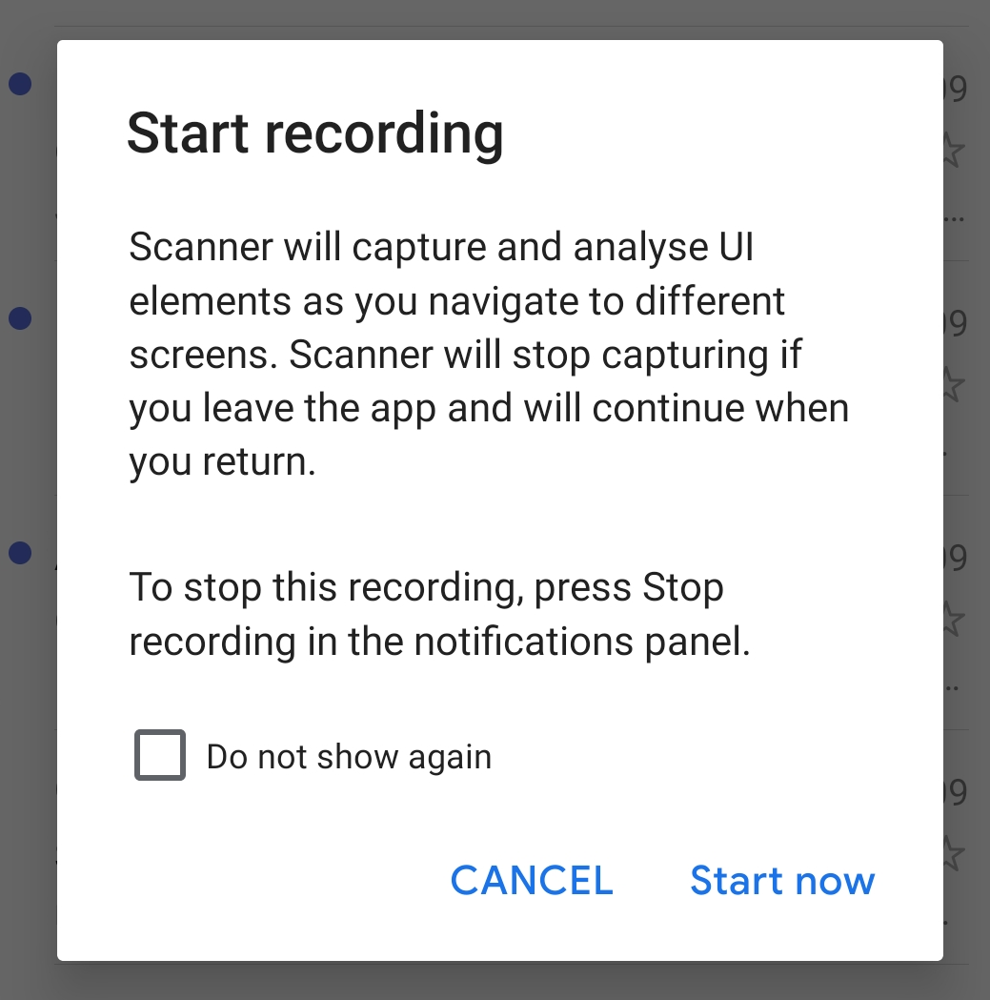 Start recording
Scanner will capture and analyse UI
elements as you navigate to different
screens. Scanner will stop capturing if
you leave the app and will continue when
you return.
To stop this recording, press Stop
recording in the notifications panel.
Do not show again
CANCEL Start now